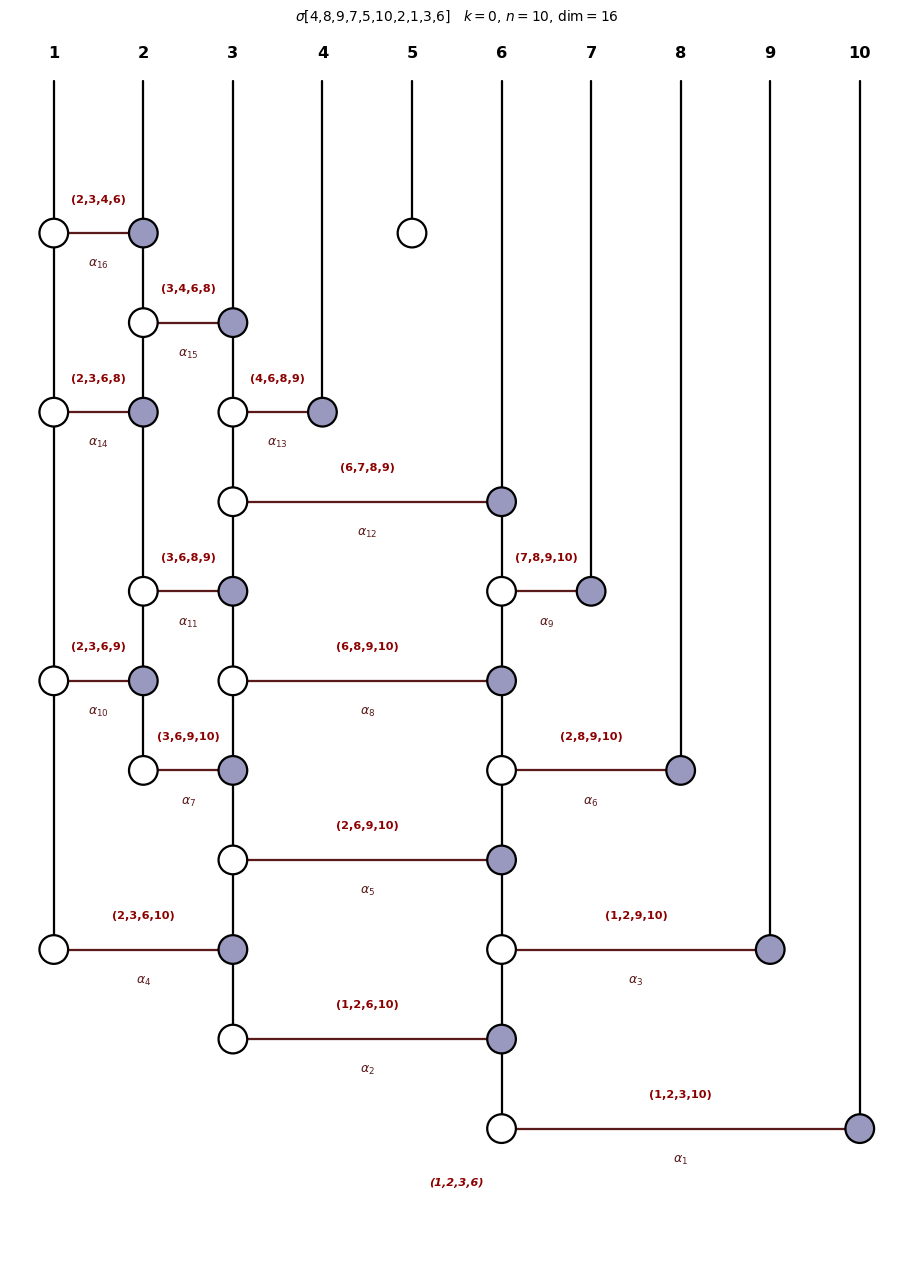 σ[4,8,9,7,5,10,2,1,3,6] k=0, n=10, dim=16
1 2 3 4 5 6 7 8 9 10
(2,3,4,6)
α16
(3,4,6,8)
α15
(2,3,6,8) (4,6,8,9)
α14 α13
(6,7,8,9)
α12
(3,6,8,9) (7,8,9,10)
α11 α9
(2,3,6,9) (6,8,9,10)
α10 α8
(3,6,9,10) (2,8,9,10)
α7 α6
(2,6,9,10)
α5
(2,3,6,10) (1,2,9,10)
α4 α3
(1,2,6,10)
α2
(1,2,3,10)
α1
(1,2,3,6)